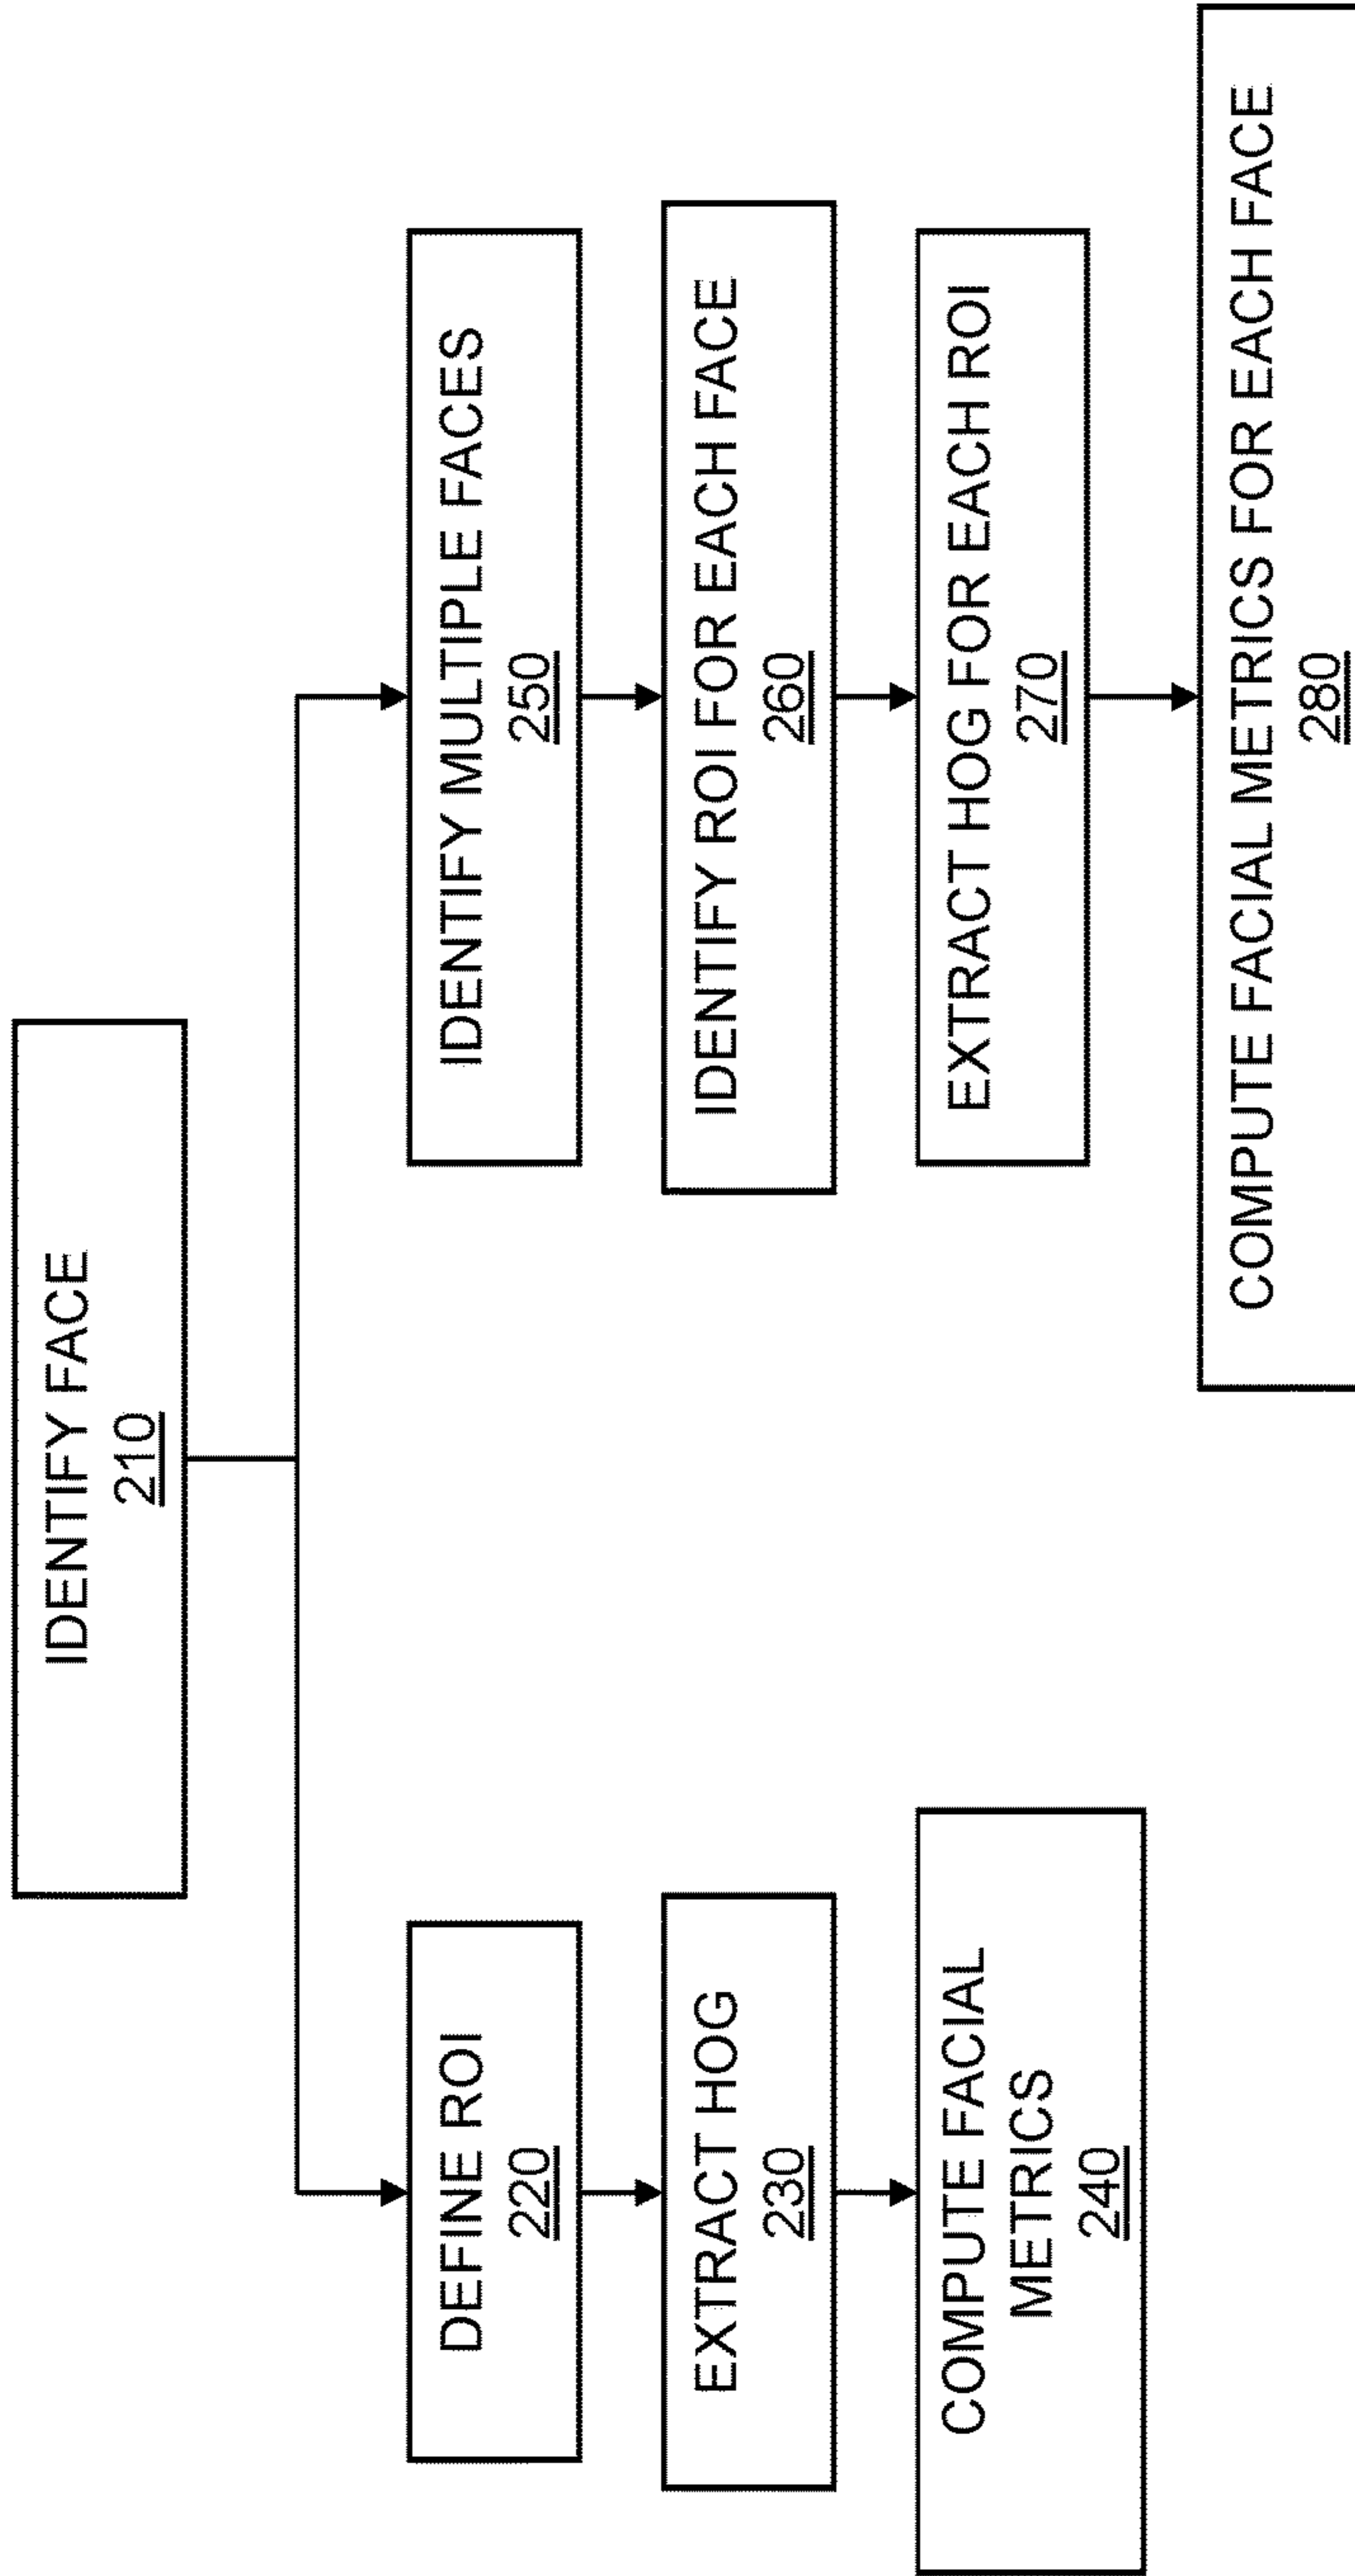 IDENTIFY FACE
210
DEFINE ROI
220
EXTRACT HOG
230
COMPUTE FACIAL
METRICS
240
IDENTIFY MULTIPLE FACES
250
IDENTIFY ROI FOR EACH FACE
260
EXTRACT HOG FOR EACH ROI
270
COMPUTE FACIAL METRICS FOR EACH FACE
280